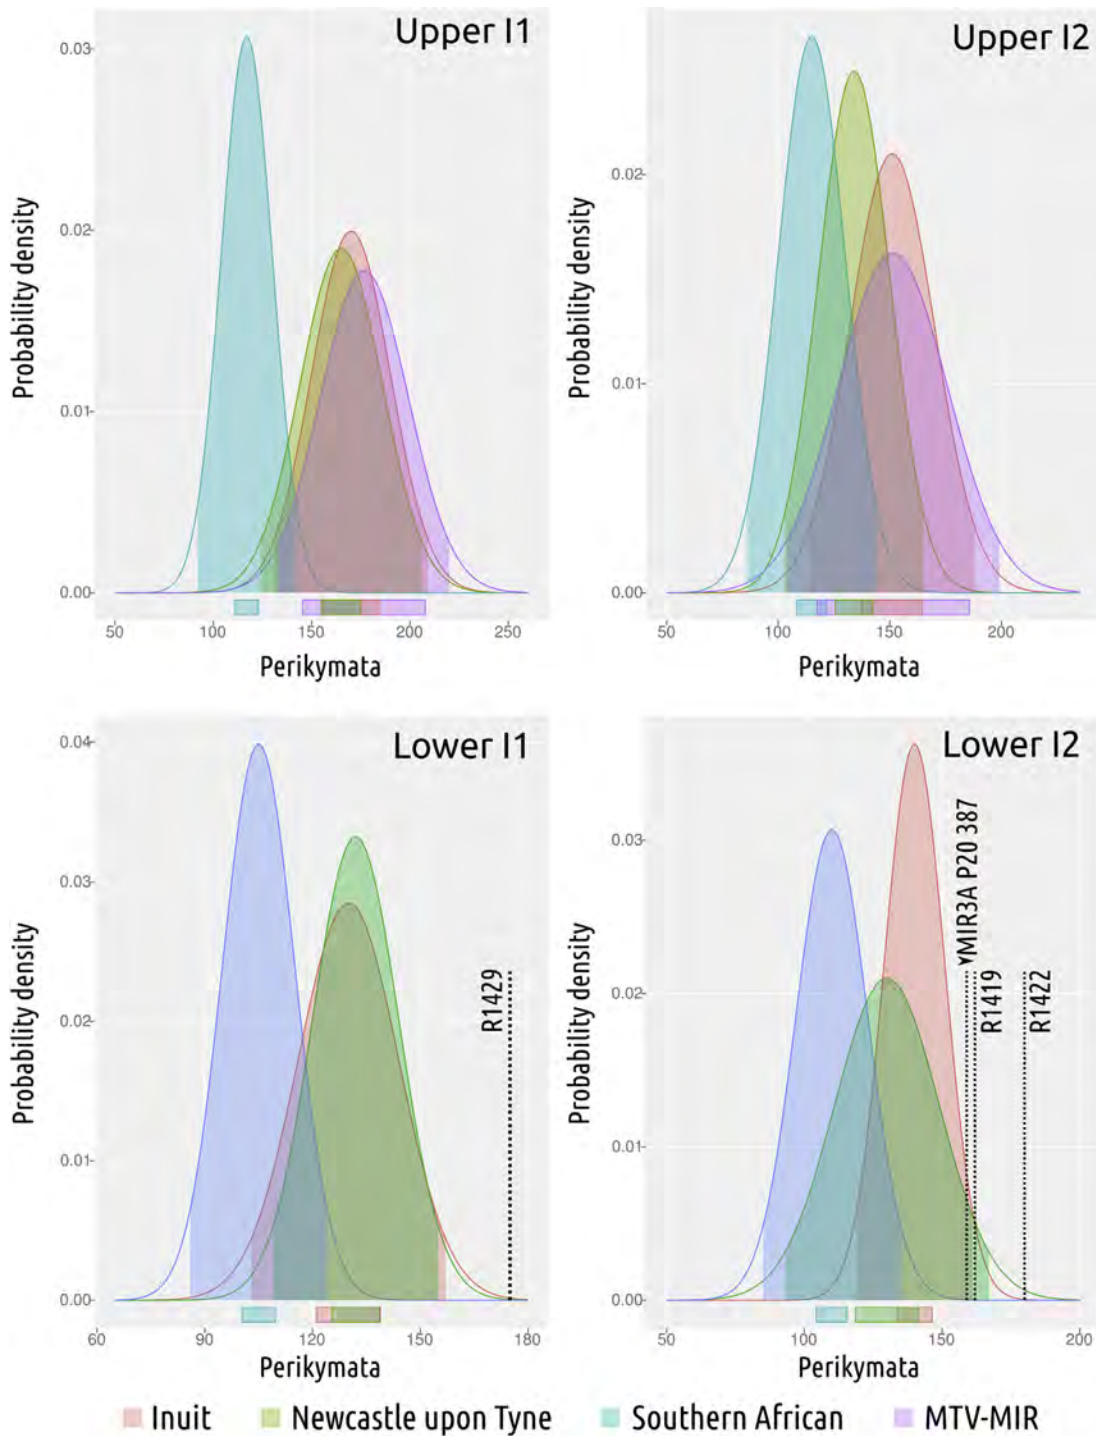 Upper I1
Probability density
0.03
0.02
0.01
0.00
50 100 150 200 250
Perikymata
Upper I2
Probability density
0.02
0.01
0.00
50 100 150 200
Perikymata
Lower I1
Probability density
0.04
0.03
0.02
0.01
0.00
R1429
60 90 120 150 180
Perikymata
Lower I2
Probability density
0.03
0.02
0.01
0.00
MIR3A P20 387
R1419
R1422
50 100 150 200
Perikymata
Inuit Newcastle upon Tyne Southern African MTV-MIR